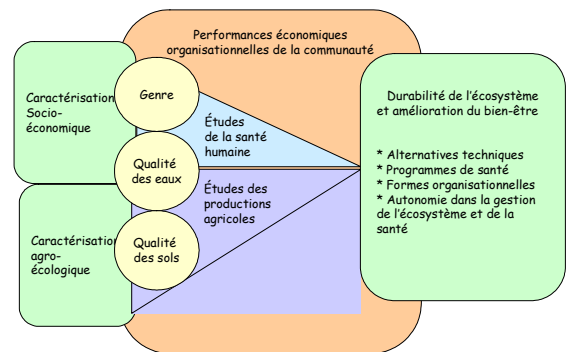 Performances économiques
organisationnelles de la communauté
Caractérisation
Socio-
économique
Genre
Études
de la santé
humaine
Qualité
des eaux
Études des
productions
agricoles
Caractérisation
agro-
écologique
Qualité
des sols
Durabilité de l'écosystème
et amélioration du bien-être
* Alternatives techniques
* Programmes de santé
* Formes organisationnelles
* Autonomie dans la gestion
de l'écosystème et de la
santé